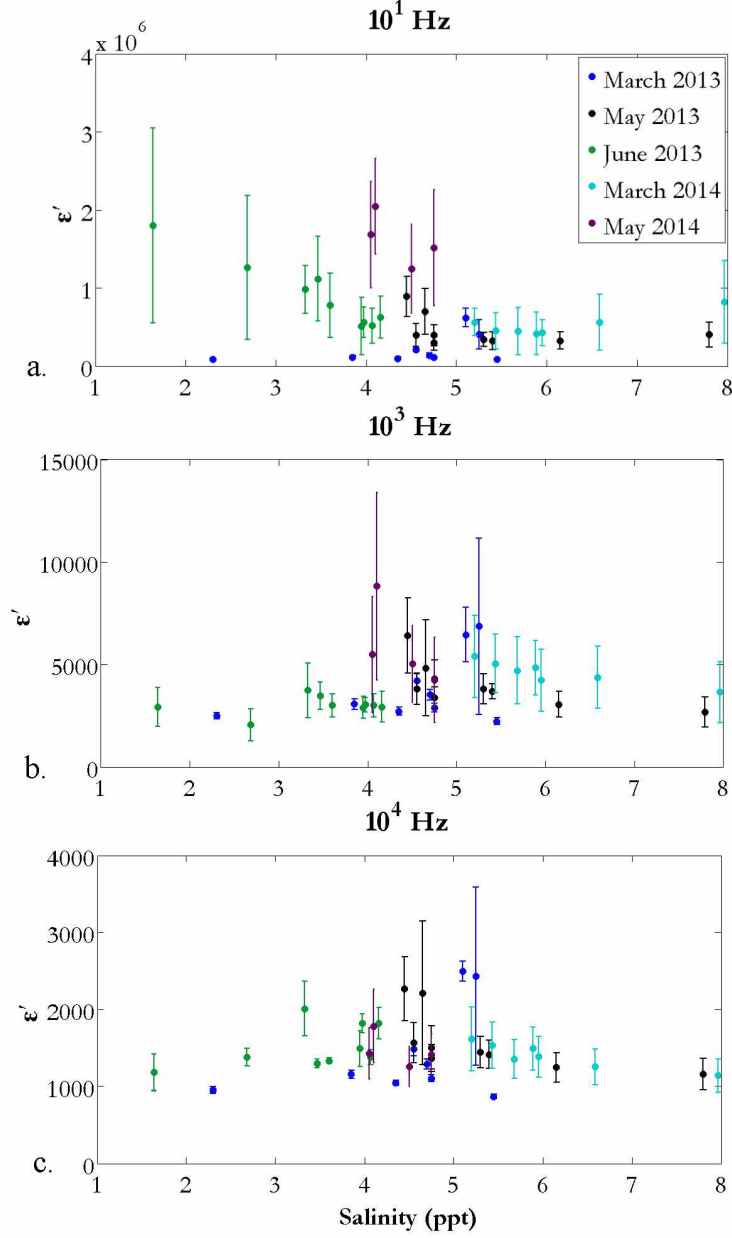 10¹ Hz
x 10⁶
4
3
2
1
0
ε′
March 2013
May 2013
June 2013
March 2014
May 2014
a.
1 2 3 4 5 6 7 8
10³ Hz
15000
10000
5000
0
ε′
b.
1 2 3 4 5 6 7 8
10⁴ Hz
4000
3000
2000
1000
0
ε′
c.
1 2 3 4 5 6 7 8
Salinity (ppt)